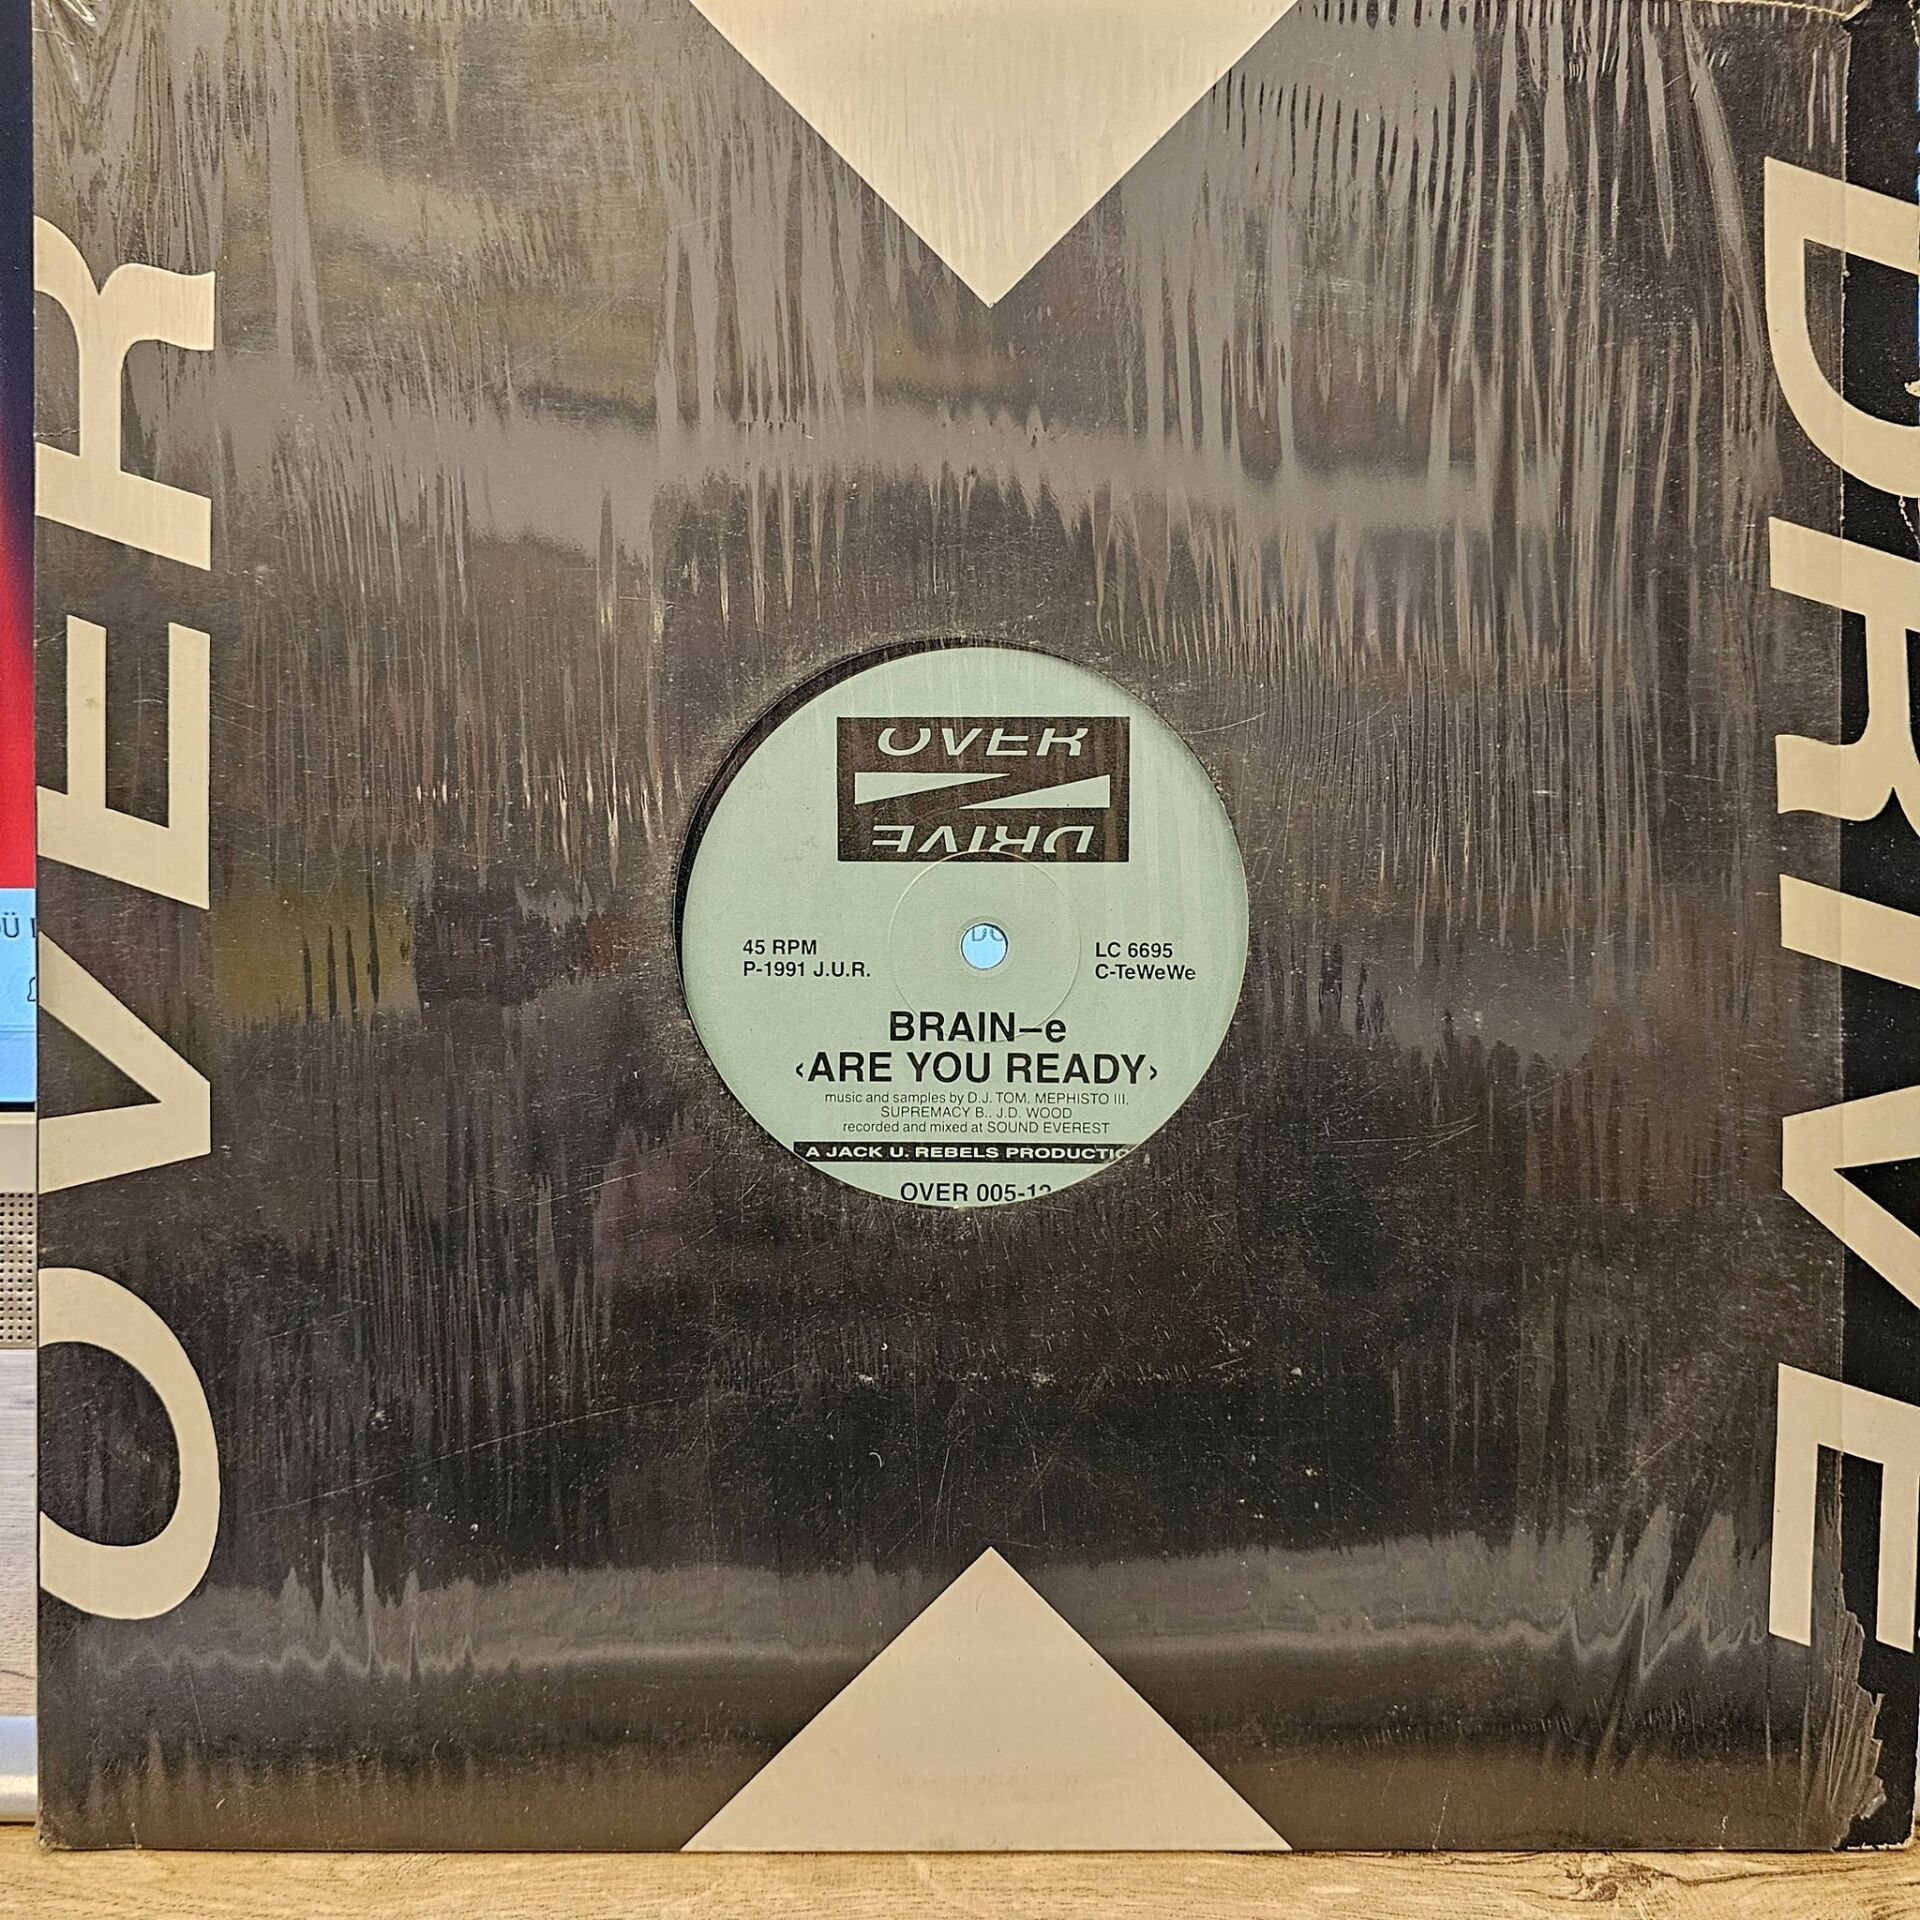 OVER
DRIVE
OVER
DRIVE
45 RPM
P-1991 J.U.R.
LC 6695
C-TeWeWe
BRAIN–e
‹ARE YOU READY›
music and samples by D.J. TOM, MEPHISTO III,
SUPREMACY B., J.D. WOOD
recorded and mixed at SOUND EVEREST
A JACK U. REBELS PRODUCTIO
OVER 005-12